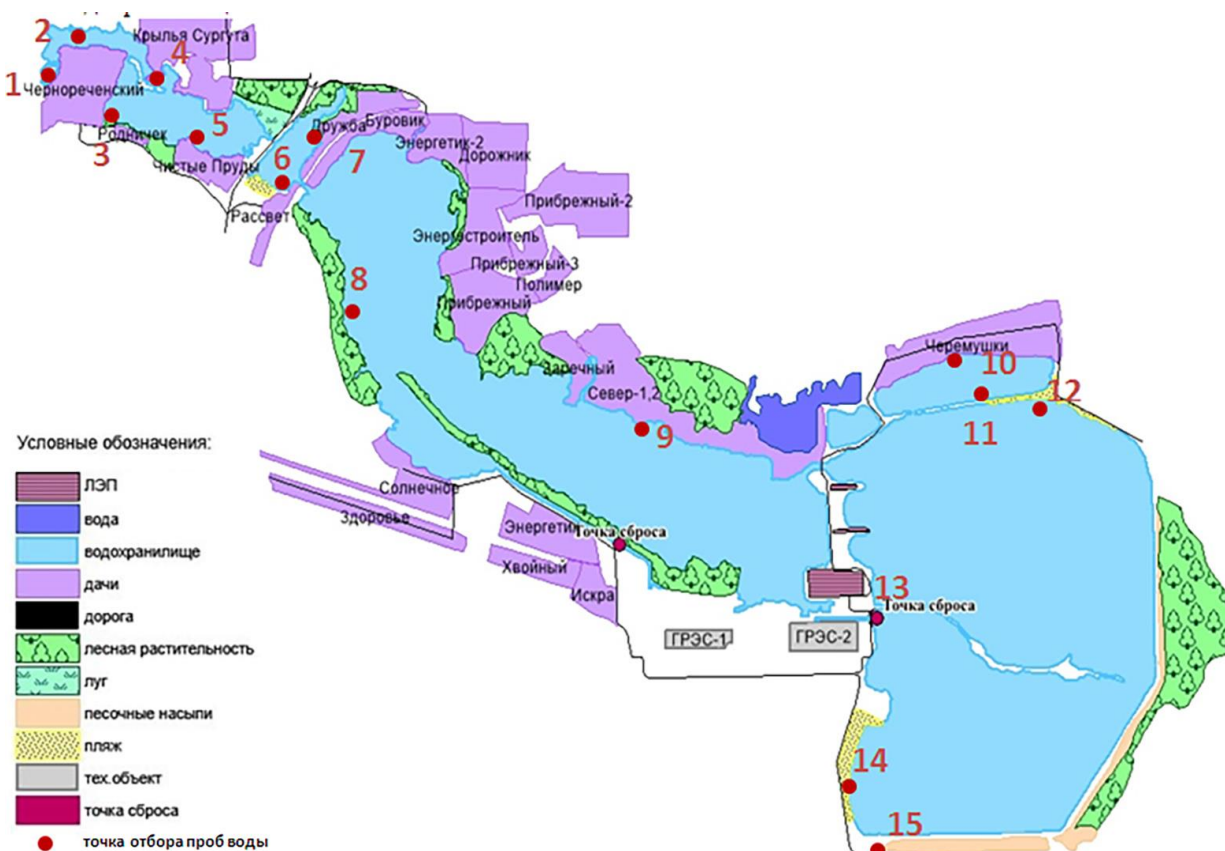 2
Крылья Сургута
4
1
Чернореченский
5
Родничек
3
Чистые Пруды
6
Дружба
Буровик
7
Энергетик-2
Дорожник
Рассвет
Прибрежный-2
Энергостроитель
Прибрежный-3
Полимер
Прибрежный
8
Черемушки
10
Заречный
Север-1,2
9
11
12
Солнечное
Здоровье
Энергетик
Точка сброса
Хвойный
Искра
13
Точка сброса
ГРЭС-1
ГРЭС-2
14
15
Условные обозначения:
ЛЭП
вода
водохранилище
дачи
дорога
лесная растительность
луг
песочные насыпи
пляж
тех.объект
точка сброса
точка отбора проб воды